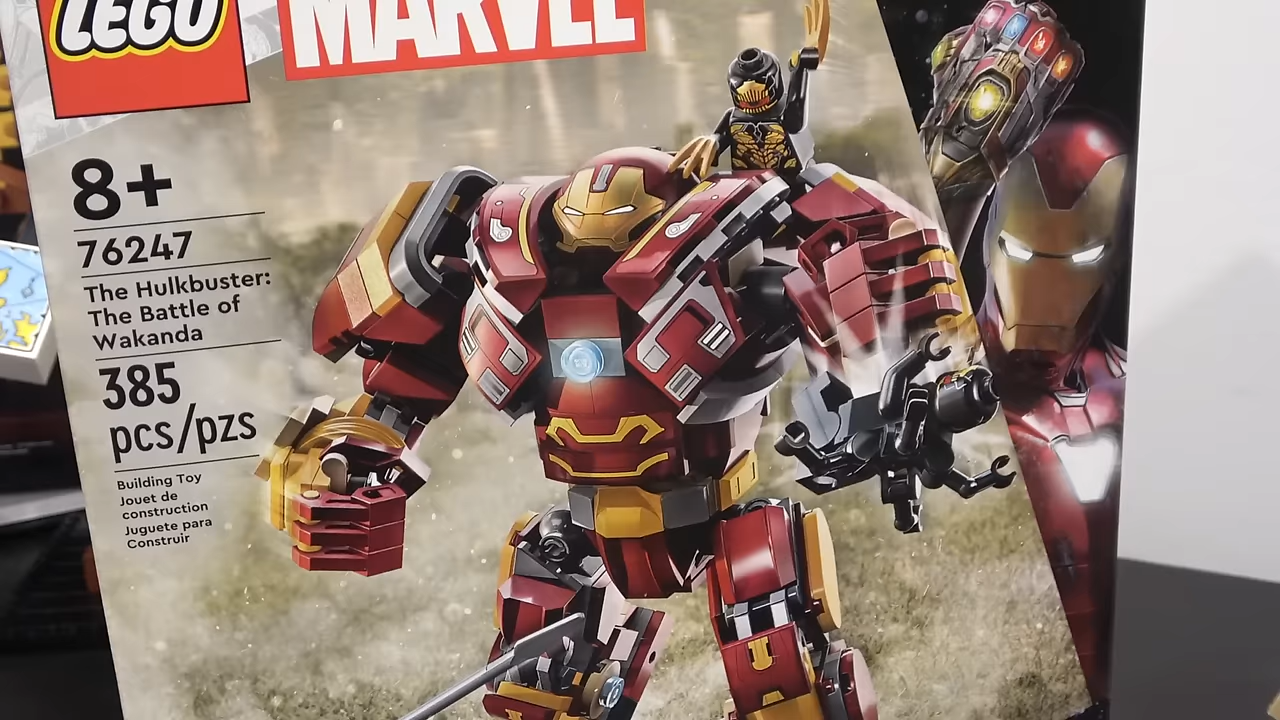 LEGO
MARVEL
8+
76247
The Hulkbuster:
The Battle of
Wakanda
385
pcs/pzs
Building Toy
Jouet de
construction
Juguete para
Construir